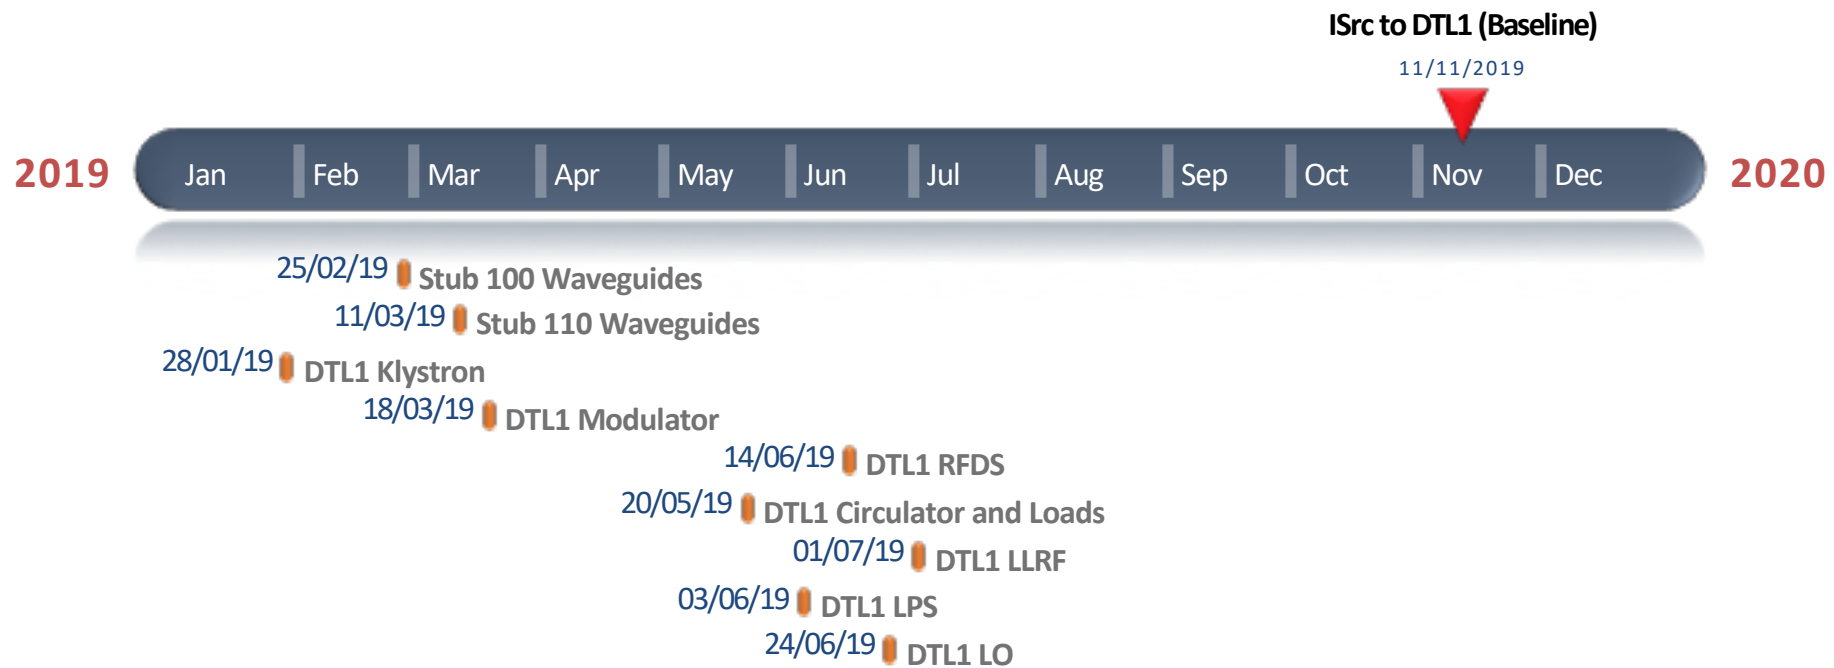 ISrc to DTL1 (Baseline)
11/11/2019
2019 Jan Feb Mar Apr May Jun Jul Aug Sep Oct Nov Dec 2020
25/02/19 Stub 100 Waveguides
11/03/19 Stub 110 Waveguides
28/01/19 DTL1 Klystron
18/03/19 DTL1 Modulator
14/06/19 DTL1 RFDS
20/05/19 DTL1 Circulator and Loads
01/07/19 DTL1 LLRF
03/06/19 DTL1 LPS
24/06/19 DTL1 LO